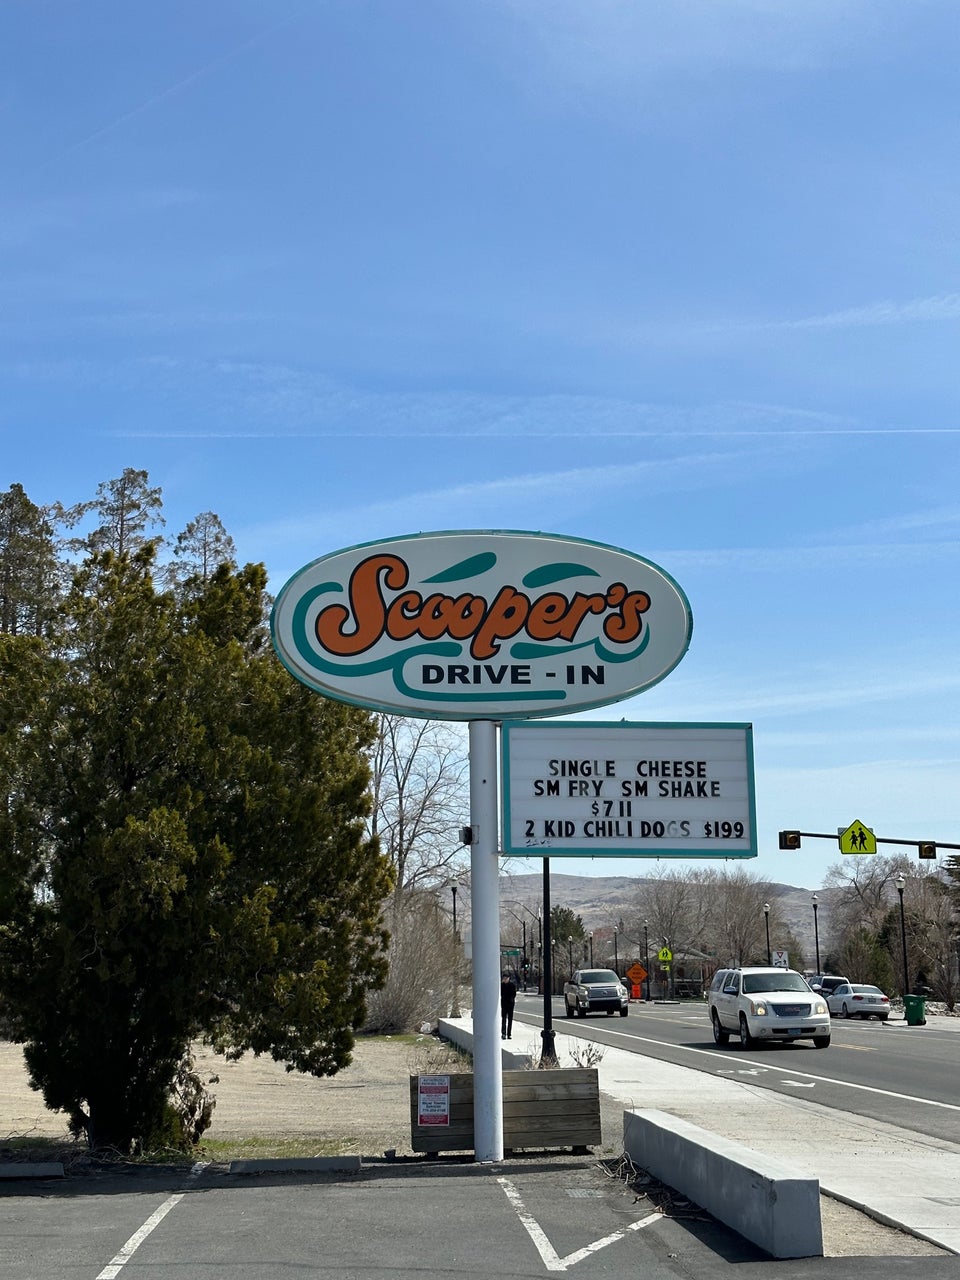 Scooper's
DRIVE - IN
SINGLE CHEESE
SM FRY SM SHAKE
$711
2 KID CHILI DOGS $199